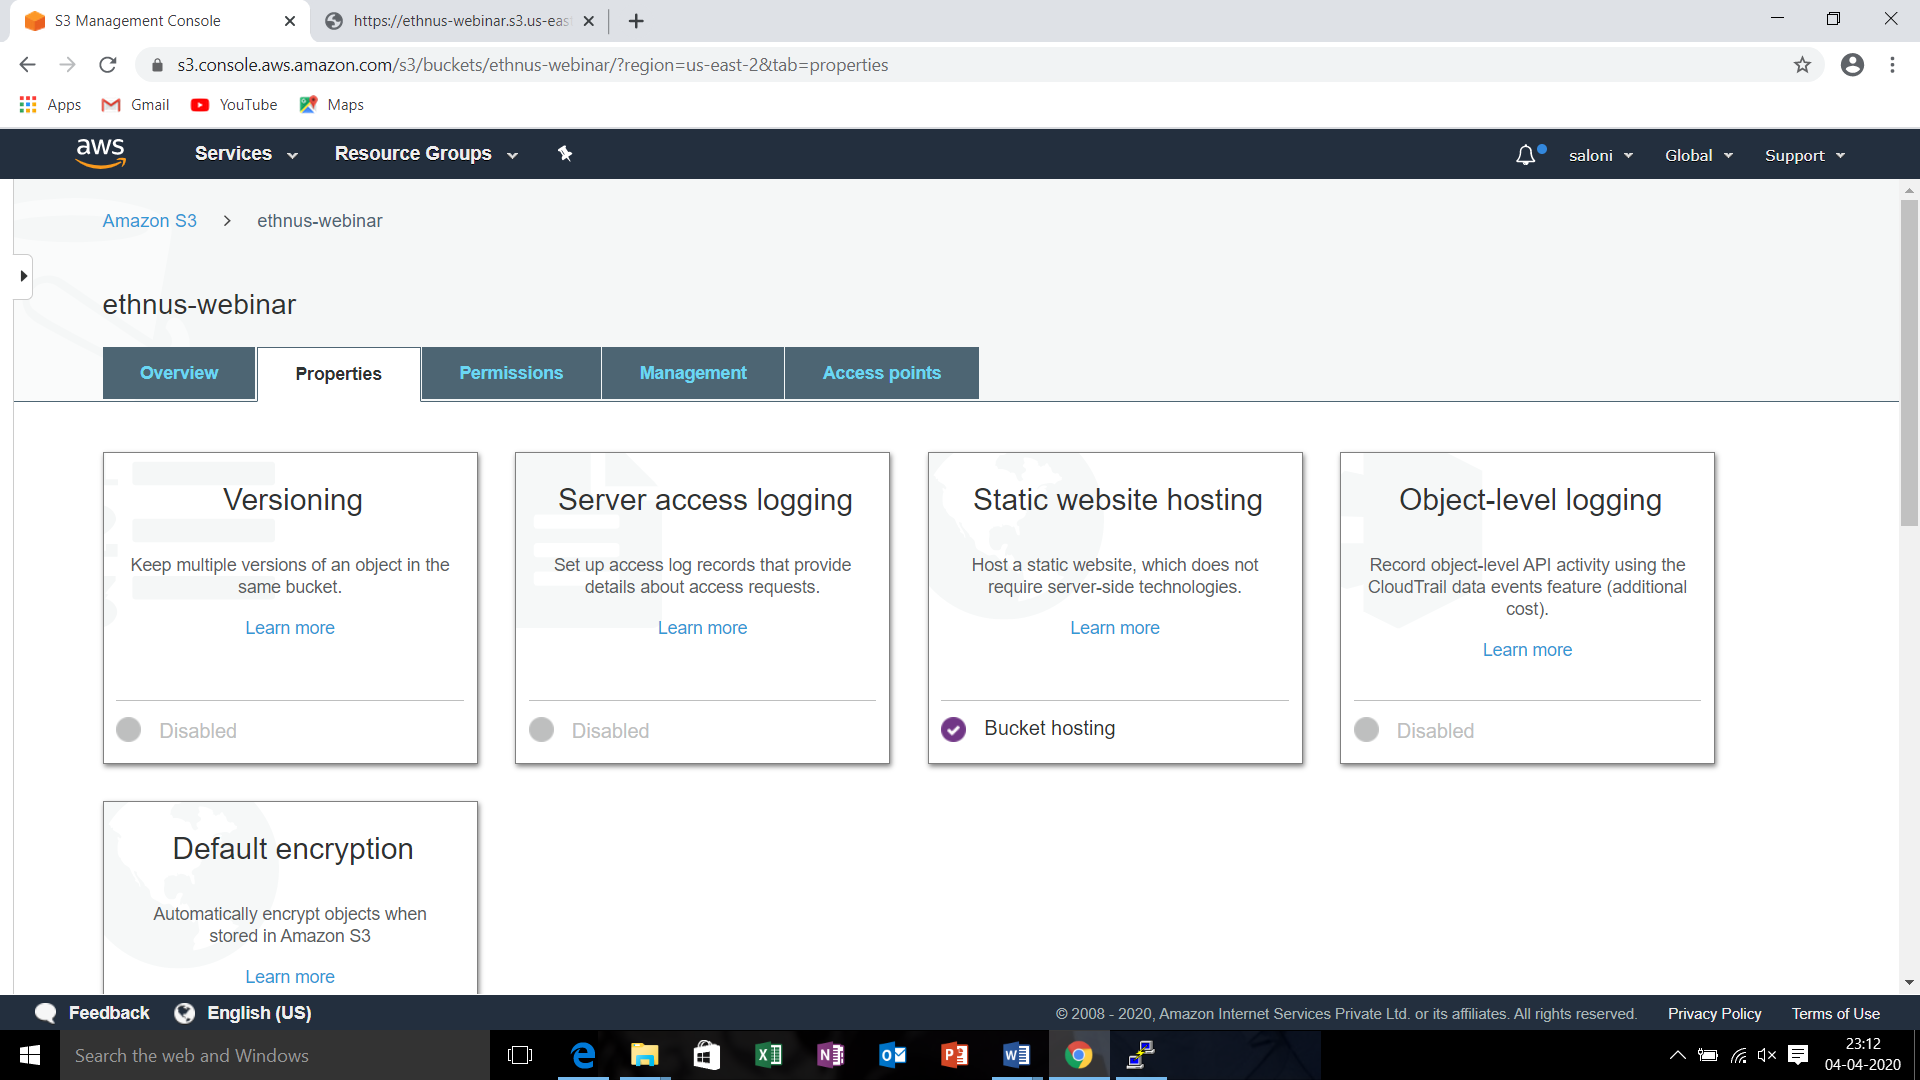 S3 Management Console
https://ethnus-webinar.s3.us-eas
s3.console.aws.amazon.com/s3/buckets/ethnus-webinar/?region=us-east-2&tab=properties
Apps Gmail YouTube Maps
aws Services Resource Groups saloni Global Support
Amazon S3 > ethnus-webinar
ethnus-webinar
Overview Properties Permissions Management Access points
Versioning
Keep multiple versions of an object in the
same bucket.
Learn more
Disabled
Server access logging
Set up access log records that provide
details about access requests.
Learn more
Disabled
Static website hosting
Host a static website, which does not
require server-side technologies.
Learn more
Bucket hosting
Object-level logging
Record object-level API activity using the
CloudTrail data events feature (additional
cost).
Learn more
Disabled
Default encryption
Automatically encrypt objects when
stored in Amazon S3
Learn more
Feedback English (US) © 2008 - 2020, Amazon Internet Services Private Ltd. or its affiliates. All rights reserved. Privacy Policy Terms of Use
Search the web and Windows
23:12
04-04-2020